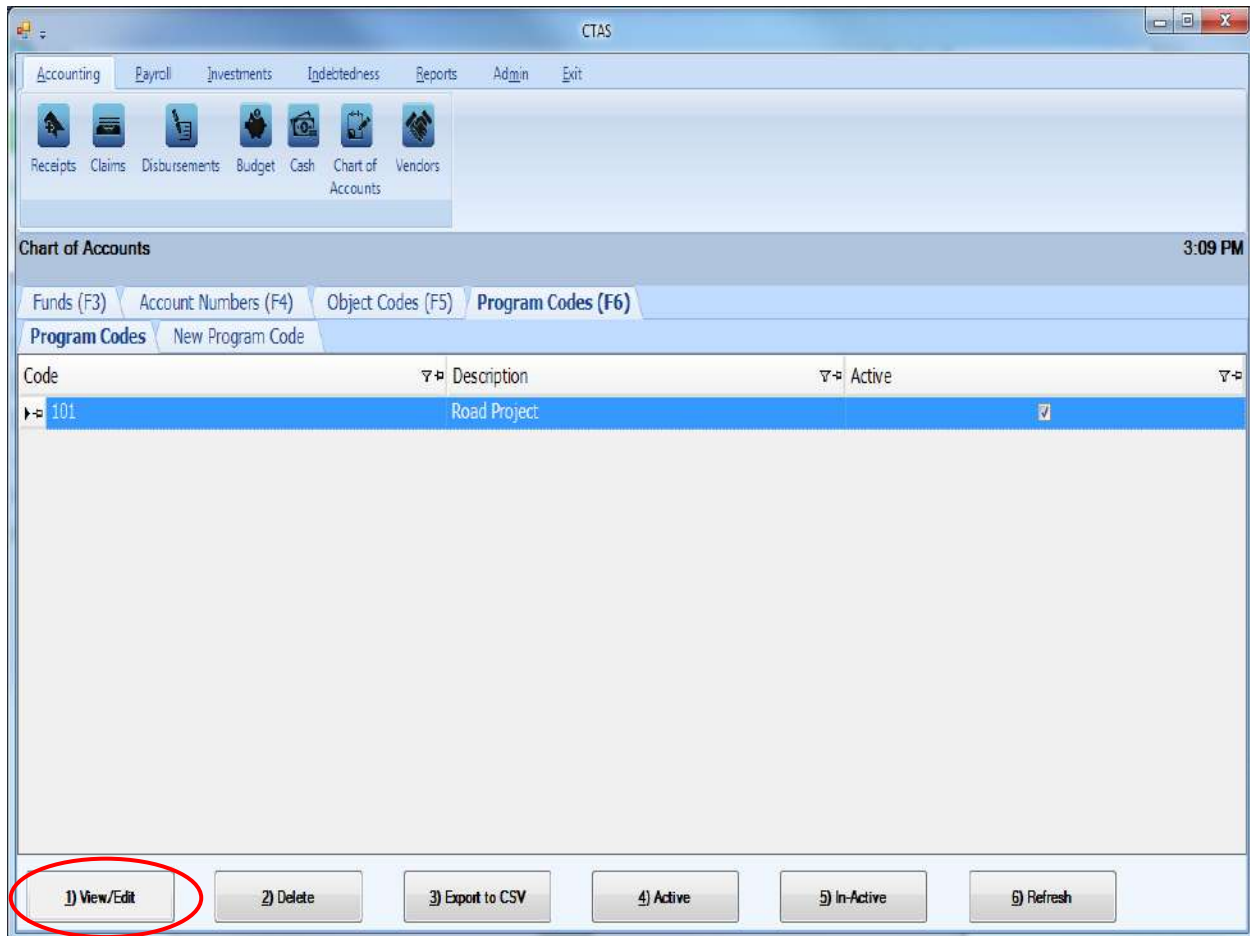 CTAS
Accounting Payroll Investments Indebtedness Reports Admin Exit
Receipts Claims Disbursements Budget Cash Chart of Accounts Vendors
Chart of Accounts 3:09 PM
Funds (F3) Account Numbers (F4) Object Codes (F5) Program Codes (F6)
Program Codes New Program Code
Code Description Active
101 Road Project
1) View/Edit 2) Delete 3) Export to CSV 4) Active 5) In-Active 6) Refresh